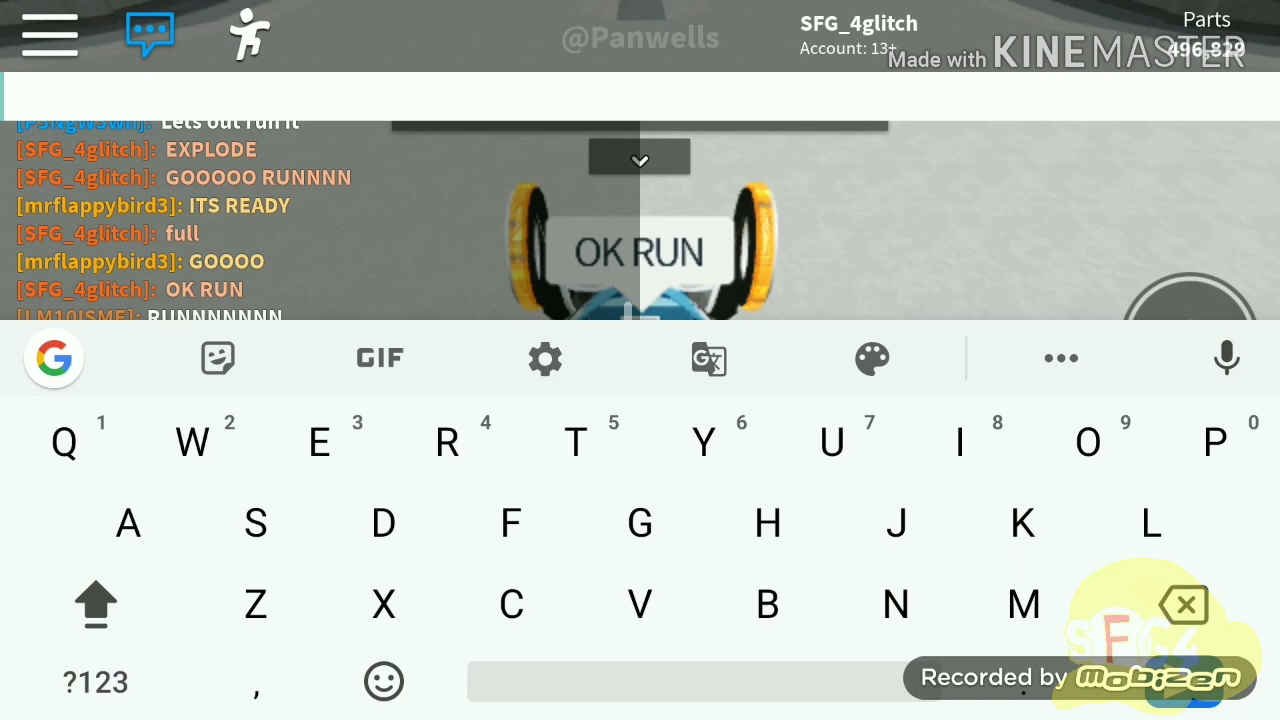 @Panwells
SFG_4glitch
Account: 13+
Parts
496,829
Made with KINEMASTER
Lets out run it
[SFG_4glitch]: EXPLODE
[SFG_4glitch]: GOOOOO RUNNNN
[mrflappybird3]: ITS READY
[SFG_4glitch]: full
[mrflappybird3]: GOOOO
[SFG_4glitch]: OK RUN
RUNNNNNNN
OK RUN
G GIF G
Q 1 W 2 E 3 R 4 T 5 Y 6 U 7 I 8 O 9 P 0
A S D F G H J K L
Z X C V B N M
?123 , .
SFG4
Recorded by mobizen